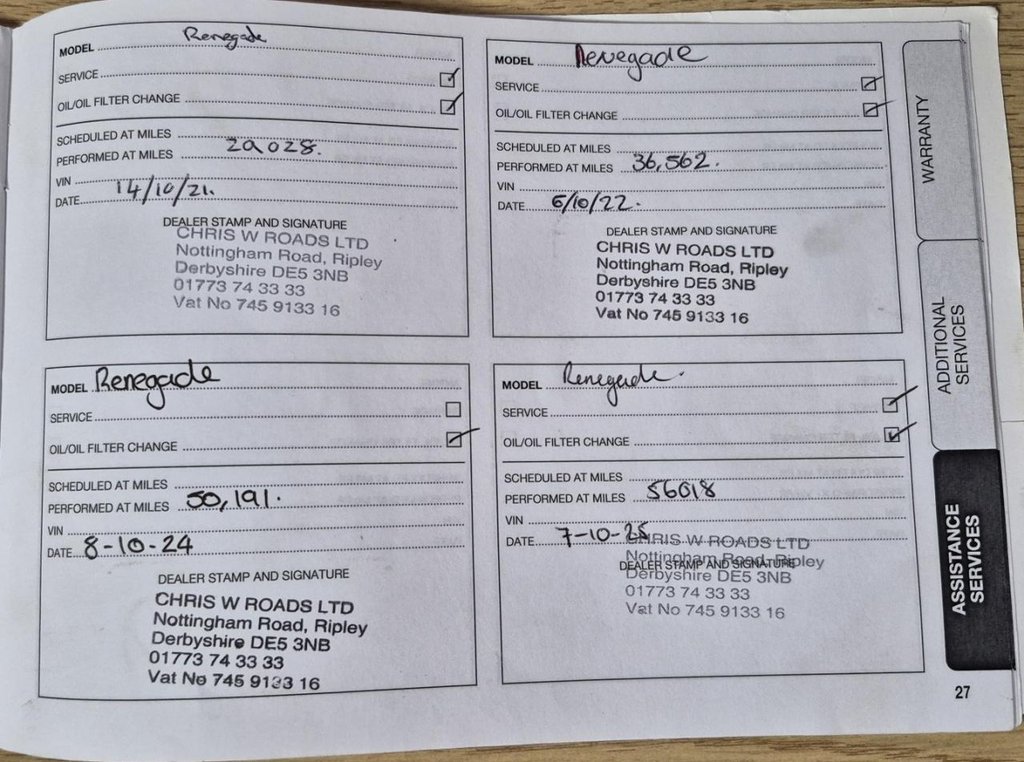 MODEL Renegade
SERVICE
OIL/OIL FILTER CHANGE
SCHEDULED AT MILES
PERFORMED AT MILES 29028.
VIN
DATE 14/10/21.
DEALER STAMP AND SIGNATURE
CHRIS W ROADS LTD
Nottingham Road, Ripley
Derbyshire DE5 3NB
01773 74 33 33
Vat No 745 9133 16
MODEL Renegade
SERVICE
OIL/OIL FILTER CHANGE
SCHEDULED AT MILES
PERFORMED AT MILES 36,562.
VIN
DATE 6/10/22.
DEALER STAMP AND SIGNATURE
CHRIS W ROADS LTD
Nottingham Road, Ripley
Derbyshire DE5 3NB
01773 74 33 33
Vat No 745 9133 16
MODEL Renegade
SERVICE
OIL/OIL FILTER CHANGE
SCHEDULED AT MILES
PERFORMED AT MILES 50,191.
VIN
DATE 8-10-24
DEALER STAMP AND SIGNATURE
CHRIS W ROADS LTD
Nottingham Road, Ripley
Derbyshire DE5 3NB
01773 74 33 33
Vat No 745 9133 16
MODEL Renegade.
SERVICE
OIL/OIL FILTER CHANGE
SCHEDULED AT MILES
PERFORMED AT MILES 56018
VIN
DATE 7-10-25
CHRIS W ROADS LTD
Nottingham Road, Ripley
DEALER STAMP AND SIGNATURE
Derbyshire DE5 3NB
01773 74 33 33
Vat No 745 9133 16
WARRANTY
ADDITIONAL
SERVICES
ASSISTANCE
SERVICES
27